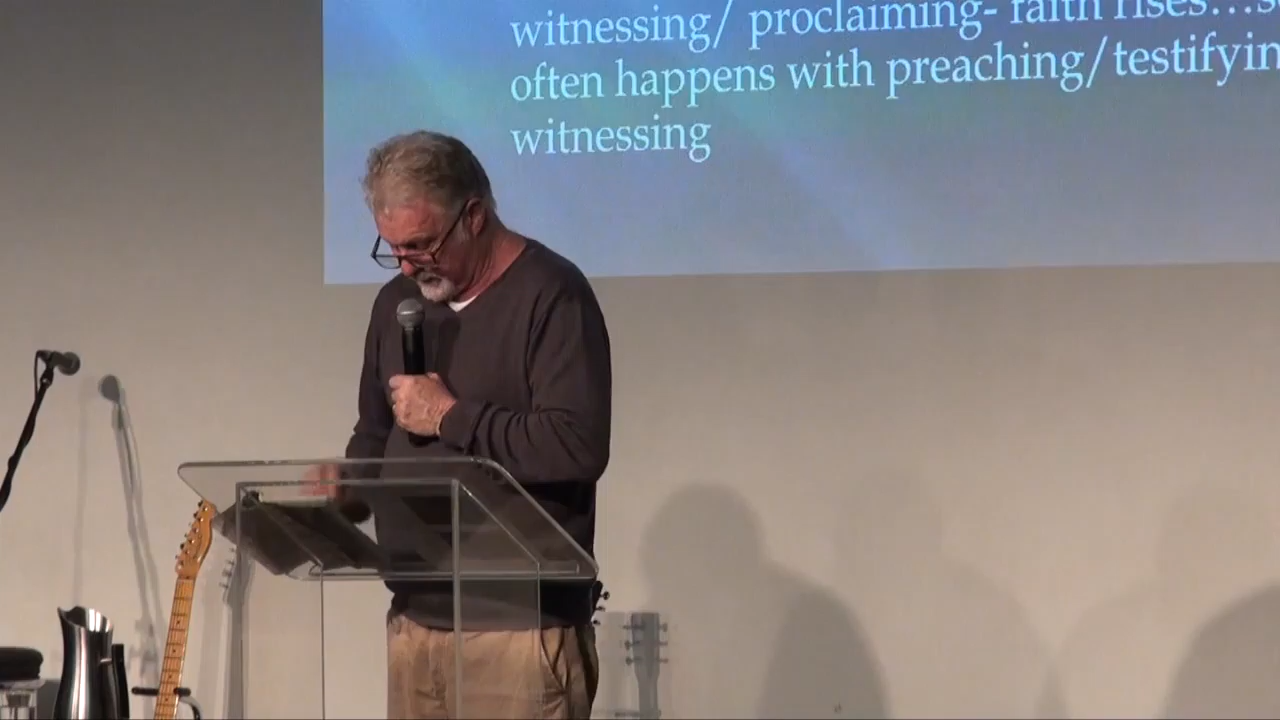 witnessing/ proclaiming- faith rises...s
often happens with preaching/testifyin
witnessing